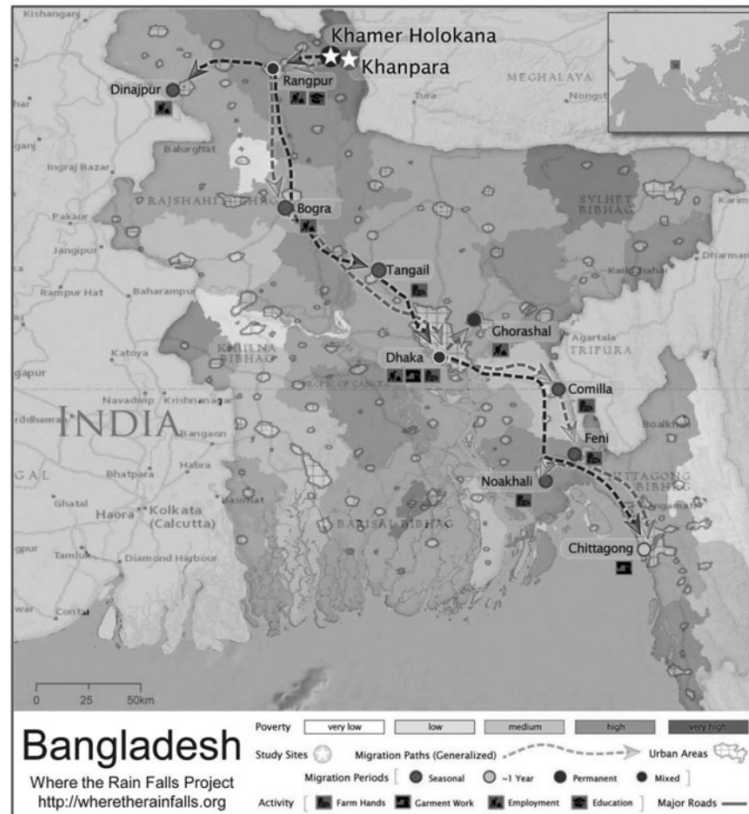 Kishanganj
Khamer Holokana
Khanpara
MEGHALAYA
Dinajpur
Rangpur
Tura
Nongst
Ingraj Bazar
Balurghat
RAJSHAHI
SYLHET
BIBHAG
Karim
Pakaur
Bogra
Jangipur
Tangail
Dharman
Rampur Hat
Baharampur
Ghorashal
Agartala
KHULNA
BIBHAG
TRIPURA
Katoya
Dhaka
Navadwip
Krishnanagar
Comilla
INDIA
Bangaon
Boalkhali
Feni
Bhatpara
Habra
Noakhali
BIBHAG
GAL
Ghatal
Haora
Kolkata
(Calcutta)
Basirhat
BARISAL BIBHAG
Tamluk
Diamond Harbour
Chittagong
Contai
0 25 50km
Bangladesh
Where the Rain Falls Project
http://wheretherainfalls.org
Poverty very low low medium high very high
Study Sites Migration Paths (Generalized) Urban Areas
Migration Periods [ Seasonal ~1 Year Permanent Mixed ]
Activity [ Farm Hands Garment Work Employment Education ] Major Roads